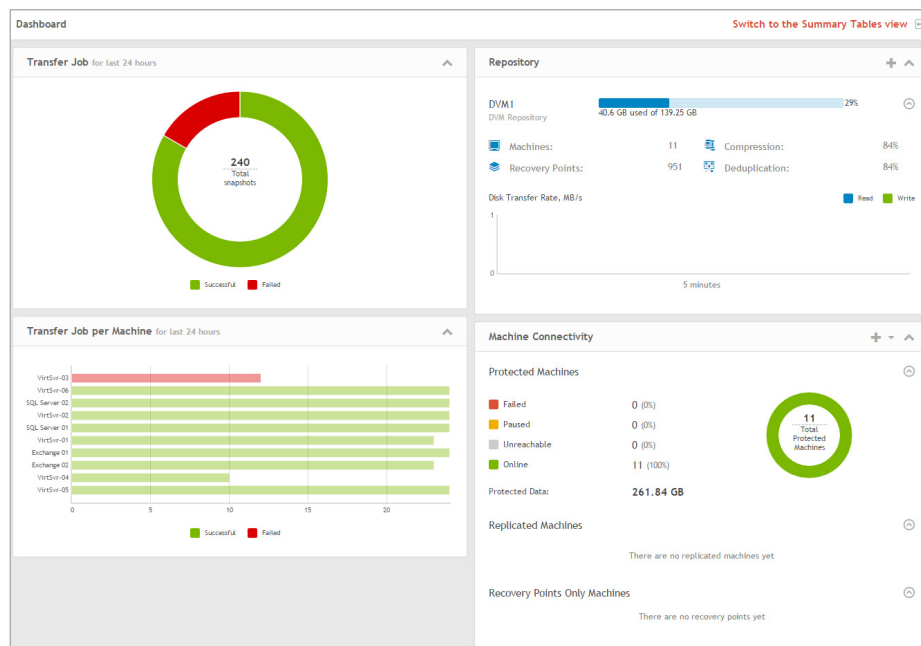 Dashboard
Switch to the Summary Tables view
Transfer Job for last 24 hours
240
Total
snapshots
Successful
Failed
Transfer Job per Machine for last 24 hours
VirtSvr-03
VirtSvr-06
SQL Server 02
VirtSvr-02
SQL Server 01
VirtSvr-01
Exchange 01
Exchange 02
VirtSvr-04
VirtSvr-05
0 5 10 15 20
Successful
Failed
Repository
DVM1
29%
DVM Repository
40.6 GB used of 139.25 GB
Machines: 11
Compression: 84%
Recovery Points: 951
Deduplication: 84%
Disk Transfer Rate, MB/s
Read
Write
1
0
5 minutes
Machine Connectivity
Protected Machines
Failed 0 (0%)
Paused 0 (0%)
Unreachable 0 (0%)
Online 11 (100%)
11
Total
Protected
Machines
Protected Data: 261.84 GB
Replicated Machines
There are no replicated machines yet
Recovery Points Only Machines
There are no recovery points yet